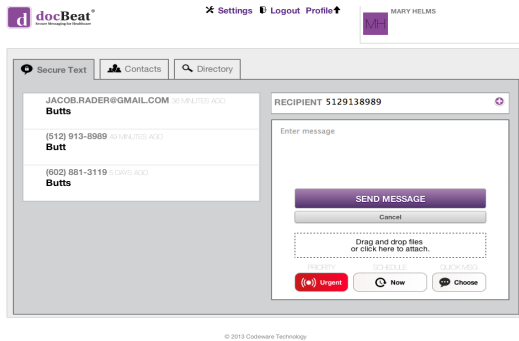 docBeat®
Secure Messaging for Healthcare
Settings Logout Profile
MH
MARY HELMS
Secure Text
Contacts
Directory
JACOB.RADER@GMAIL.COM 36 MINUTES AGO
Butts
(512) 913-8989 49 MINUTES AGO
Butt
(602) 881-3119 5 DAYS AGO
Butts
RECIPIENT 5129138989
Enter message
SEND MESSAGE
Cancel
Drag and drop files
or click here to attach.
PRIORITY SCHEDULE QUICK MSG
Urgent Now Choose
© 2013 Codeware Technology